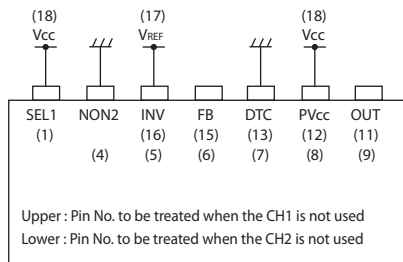 (18) (17) (18)
Vcc VREF Vcc
SEL1 NON2 INV FB DTC PVcc OUT
(1) (16) (15) (13) (12) (11)
(4) (5) (6) (7) (8) (9)
Upper : Pin No. to be treated when the CH1 is not used
Lower : Pin No. to be treated when the CH2 is not used